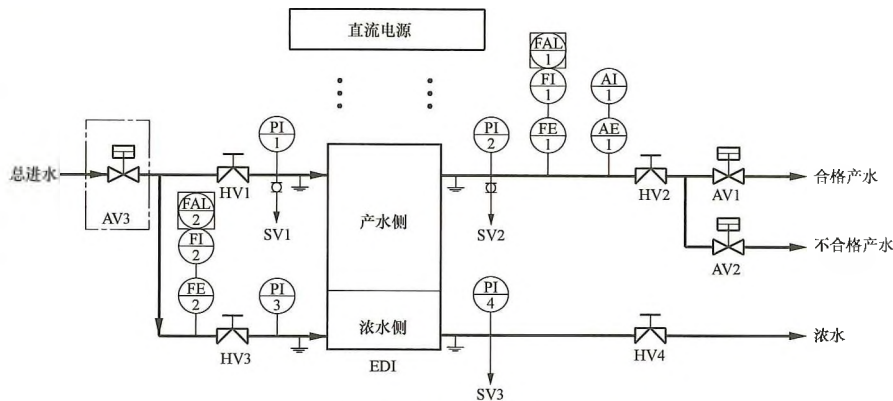 直流电源
FAL
1
FI
1
AI
1
PI
1
PI
2
FE
1
AE
1
总进水
AV3
HV1
SV1
产水侧
SV2
HV2
AV1
合格产水
FAL
2
FI
2
AV2
不合格产水
FE
2
PI
3
HV3
浓水侧
EDI
PI
4
SV3
HV4
浓水